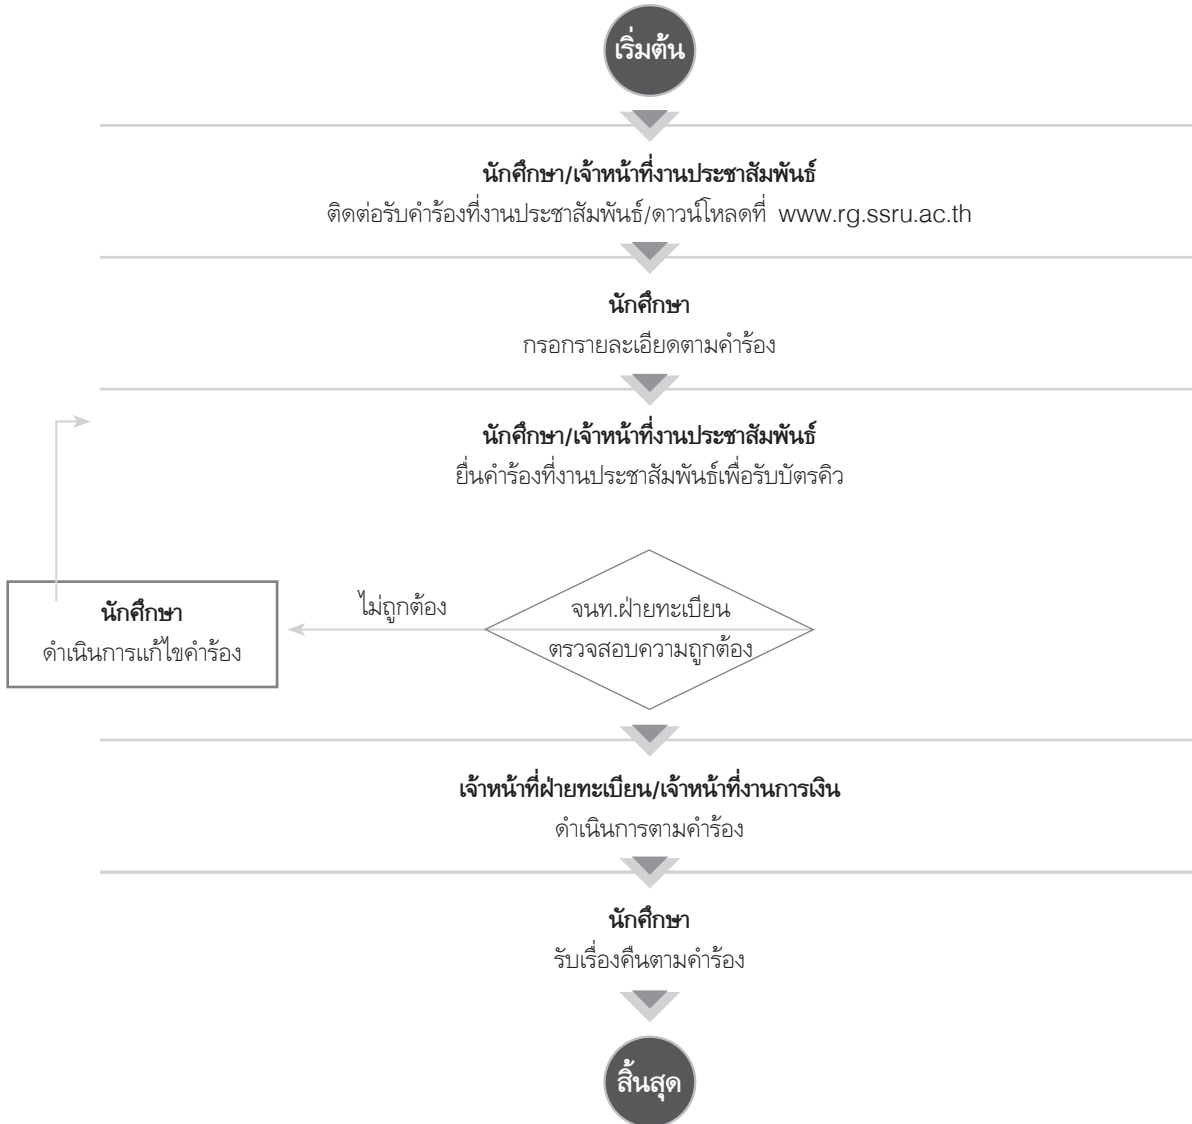 เริ่มต้น
นักศึกษา/เจ้าหน้าที่งานประชาสัมพันธ์
ติดต่อรับคำร้องที่งานประชาสัมพันธ์/ดาวน์โหลดที่ www.rg.ssru.ac.th
นักศึกษา
กรอกรายละเอียดตามคำร้อง
นักศึกษา/เจ้าหน้าที่งานประชาสัมพันธ์
ยื่นคำร้องที่งานประชาสัมพันธ์เพื่อรับบัตรคิว
จนท.ฝ่ายทะเบียน
ตรวจสอบความถูกต้อง
ไม่ถูกต้อง
นักศึกษา
ดำเนินการแก้ไขคำร้อง
เจ้าหน้าที่ฝ่ายทะเบียน/เจ้าหน้าที่งานการเงิน
ดำเนินการตามคำร้อง
นักศึกษา
รับเรื่องคืนตามคำร้อง
สิ้นสุด